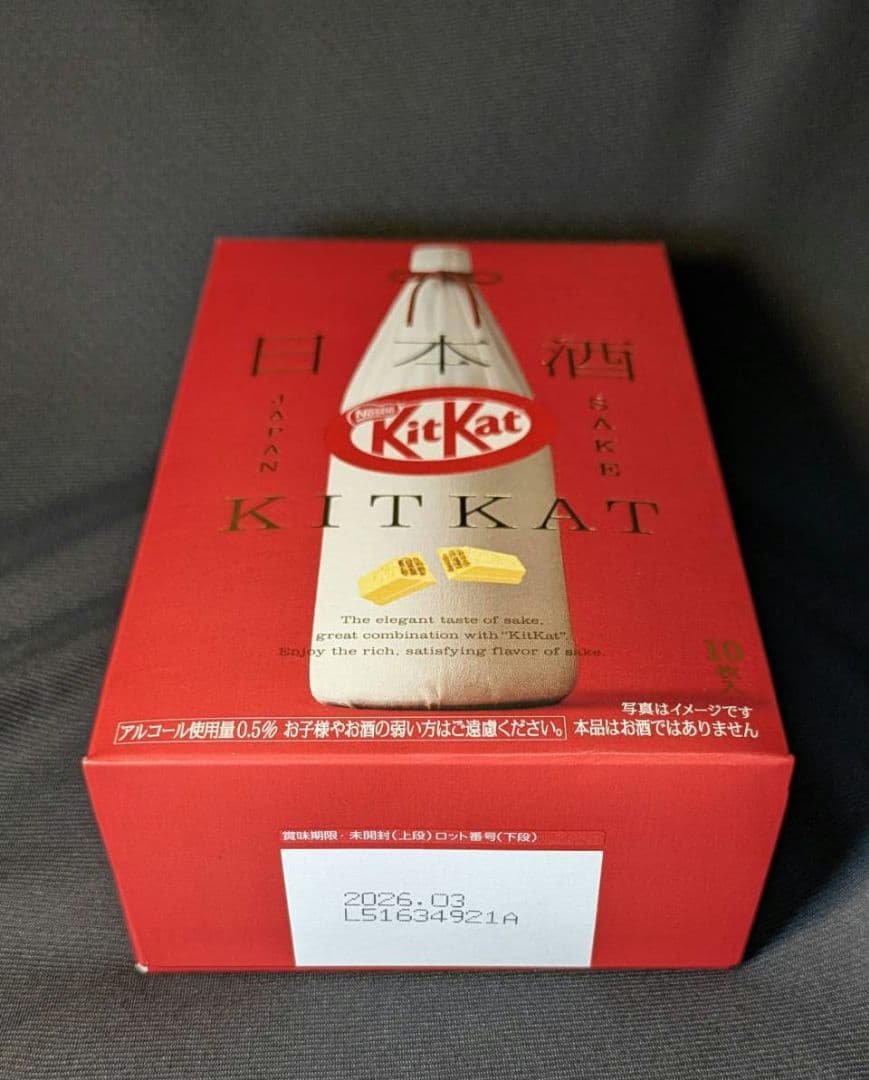 日本酒
JAPAN
SAKE
Nestlé
KitKat
KITKAT
The elegant taste of sake,
great combination with "KitKat".
Enjoy the rich, satisfying flavor of sake.
10枚入
写真はイメージです
アルコール使用量0.5% お子様やお酒の弱い方はご遠慮ください。 本品はお酒ではありません
賞味期限・未開封(上段)ロット番号(下段)
2026.03
L51634921A